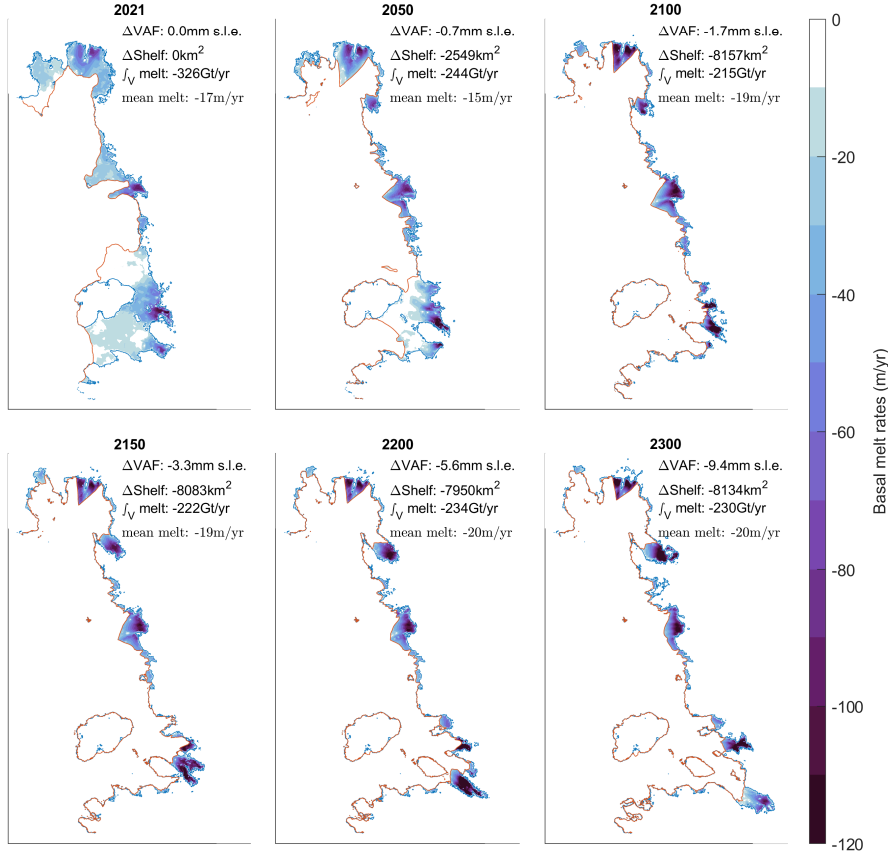 2021
ΔVAF: 0.0mm s.l.e.
ΔShelf: 0km²
∫V melt: -326Gt/yr
mean melt: -17m/yr
2050
ΔVAF: -0.7mm s.l.e.
ΔShelf: -2549km²
∫V melt: -244Gt/yr
mean melt: -15m/yr
2100
ΔVAF: -1.7mm s.l.e.
ΔShelf: -8157km²
∫V melt: -215Gt/yr
mean melt: -19m/yr
2150
ΔVAF: -3.3mm s.l.e.
ΔShelf: -8083km²
∫V melt: -222Gt/yr
mean melt: -19m/yr
2200
ΔVAF: -5.6mm s.l.e.
ΔShelf: -7950km²
∫V melt: -234Gt/yr
mean melt: -20m/yr
2300
ΔVAF: -9.4mm s.l.e.
ΔShelf: -8134km²
∫V melt: -230Gt/yr
mean melt: -20m/yr
0
-20
-40
-60
-80
-100
-120
Basal melt rates (m/yr)